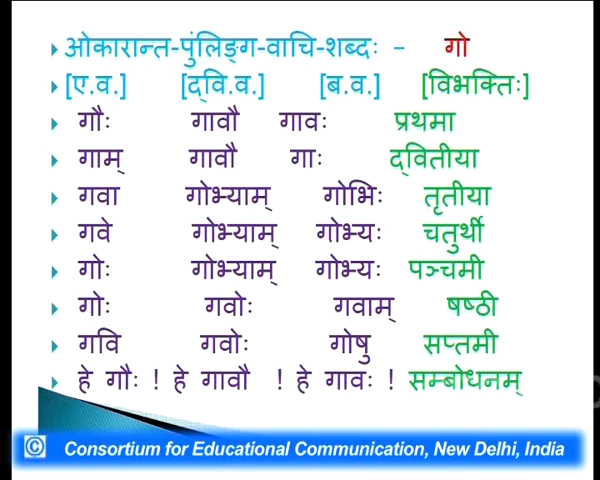 ओकारान्त-पुंलिङ्ग-वाचि-शब्दः – गो
[ए.व.] [द्वि.व.] [ब.व.] [विभक्तिः]
गौः गावौ गावः प्रथमा
गाम् गावौ गाः द्वितीया
गवा गोभ्याम् गोभिः तृतीया
गवे गोभ्याम् गोभ्यः चतुर्थी
गोः गोभ्याम् गोभ्यः पञ्चमी
गोः गवोः गवाम् षष्ठी
गवि गवोः गोषु सप्तमी
हे गौः ! हे गावौ ! हे गावः ! सम्बोधनम्
© Consortium for Educational Communication, New Delhi, India